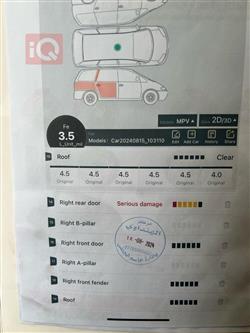 iQ
MPV 2D/3D
Fe
3.5
L_Unit_mil
Models: Car20240815_103110
Edit Add Car History Share
15 Roof Clear
4.5 4.5 4.5 4.5 4.5 4.0
Original Original Original Original Original Original
Right rear door Serious damage
Right B-pillar
Right front door
Right A-pillar
Right front fender
Roof